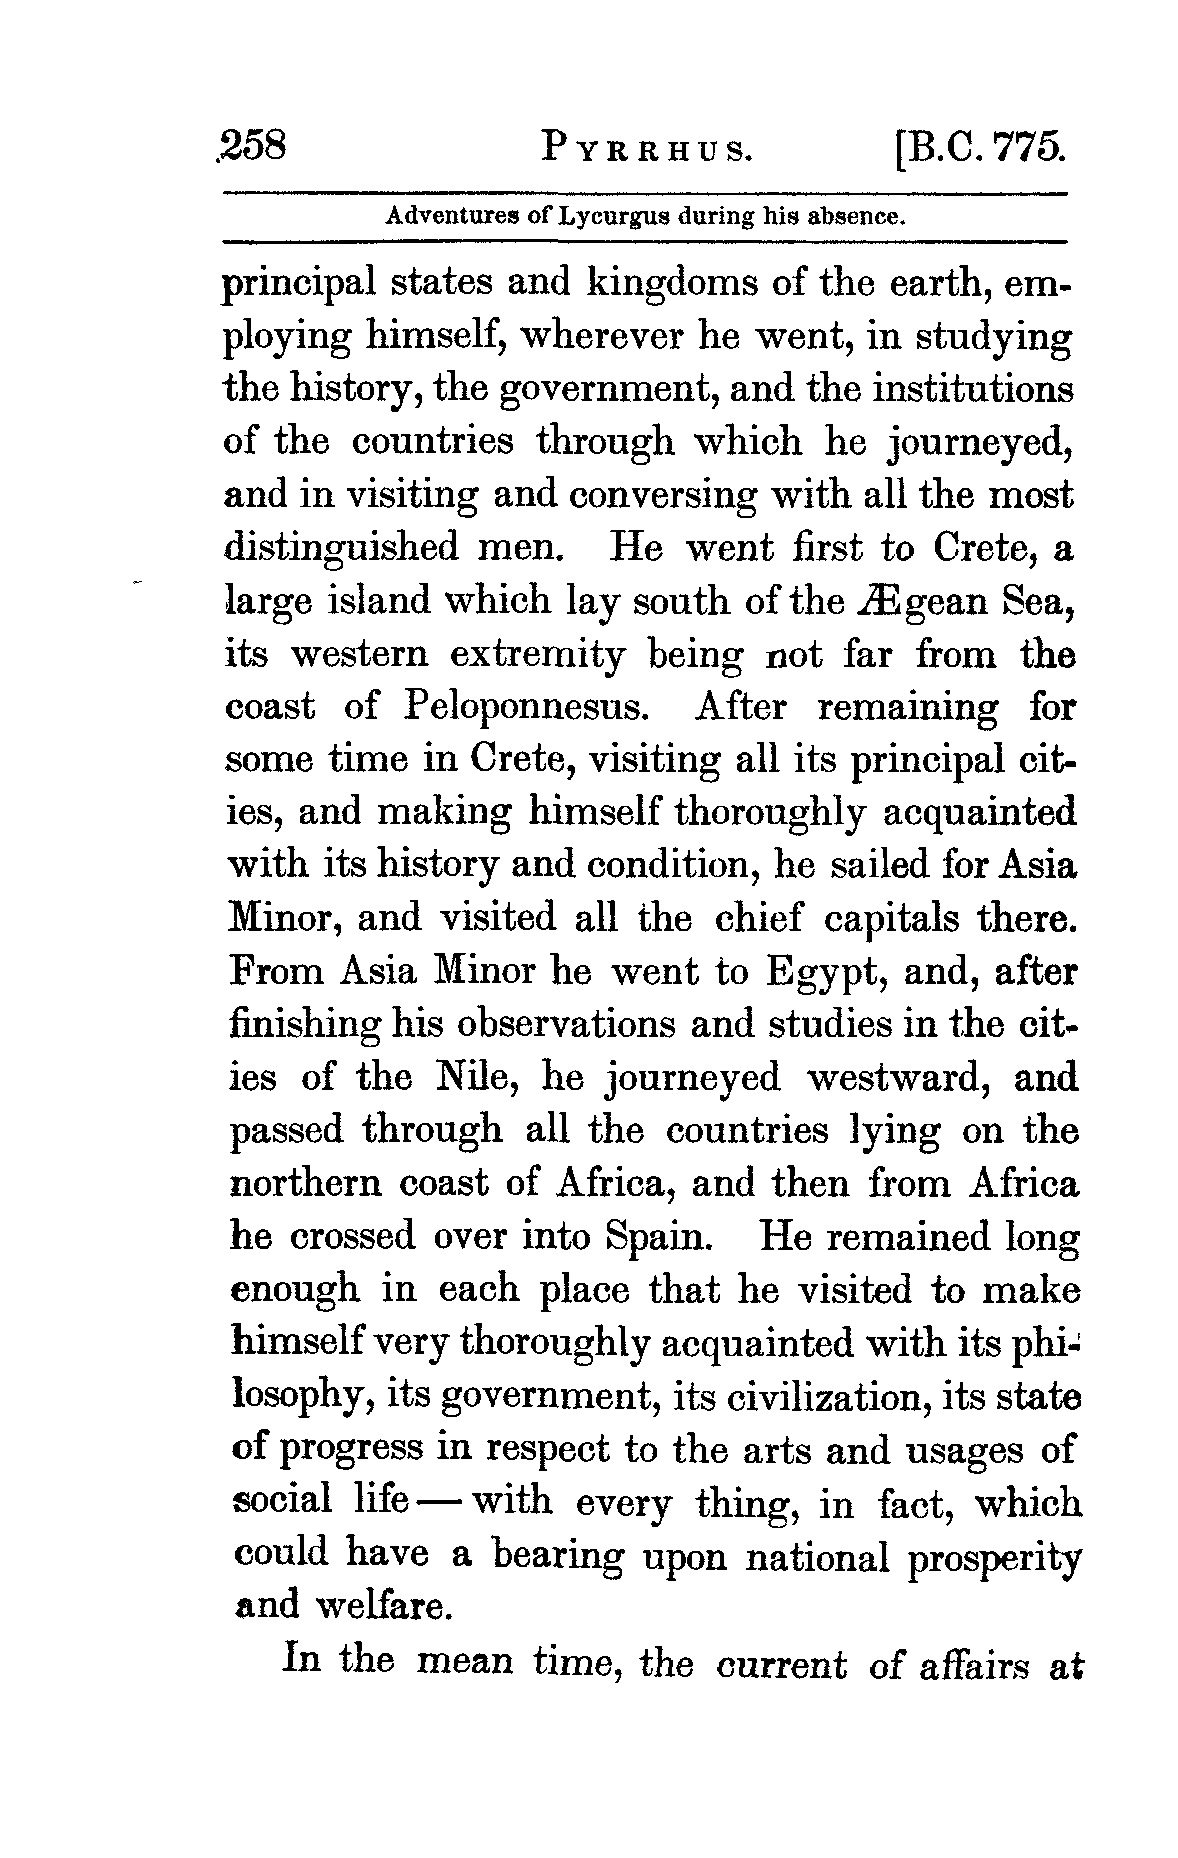 258 PYRRHUS. [B.C. 775.
Adventures of Lycurgus during his absence.
principal states and kingdoms of the earth, em-
ploying himself, wherever he went, in studying
the history, the government, and the institutions
of the countries through which he journeyed,
and in visiting and conversing with all the most
distinguished men. He went first to Crete, a
large island which lay south of the Ægean Sea,
its western extremity being not far from the
coast of Peloponnesus. After remaining for
some time in Crete, visiting all its principal cit-
ies, and making himself thoroughly acquainted
with its history and condition, he sailed for Asia
Minor, and visited all the chief capitals there.
From Asia Minor he went to Egypt, and, after
finishing his observations and studies in the cit-
ies of the Nile, he journeyed westward, and
passed through all the countries lying on the
northern coast of Africa, and then from Africa
he crossed over into Spain. He remained long
enough in each place that he visited to make
himself very thoroughly acquainted with its phi-
losophy, its government, its civilization, its state
of progress in respect to the arts and usages of
social life—with every thing, in fact, which
could have a bearing upon national prosperity
and welfare.
In the mean time, the current of affairs at